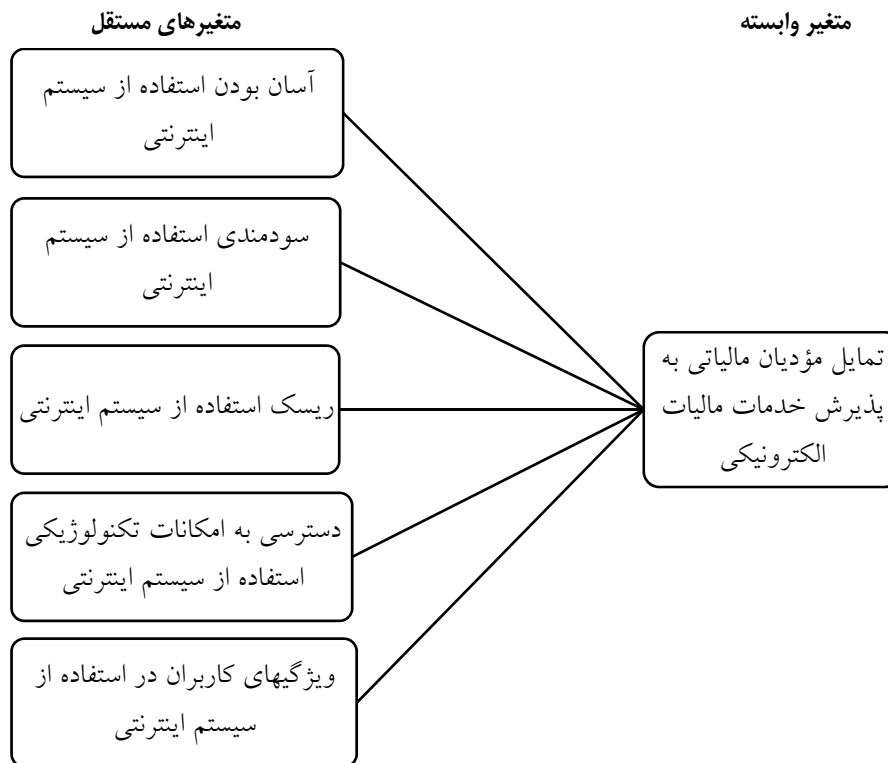 متغیر وابسته
متغیرهای مستقل
آسان بودن استفاده از سیستم
اینترنتی
سودمندی استفاده از سیستم
اینترنتی
ریسک استفاده از سیستم اینترنتی
دسترسی به امکانات تکنولوژیکی
استفاده از سیستم اینترنتی
ویژگیهای کاربران در استفاده از
سیستم اینترنتی
تمایل مؤدیان مالیاتی به
پذیرش خدمات مالیات
الکترونیکی